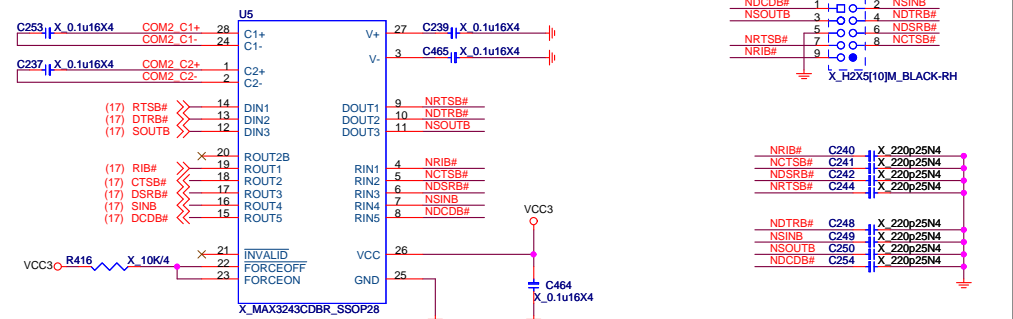 U5
C253 X_0.1u16X4 COM2_C1+ 28 C1+ V+ 27 C239 X_0.1u16X4
COM2_C1- 24 C1-
V- 3 C465 X_0.1u16X4
C237 X_0.1u16X4 COM2_C2+ 1 C2+
COM2_C2- 2 C2-
(17) RTSB# 14 DIN1 DOUT1 9 NRTSB#
(17) DTRB# 13 DIN2 DOUT2 10 NDTRB#
(17) SOUTB 12 DIN3 DOUT3 11 NSOUTB
20 ROUT2B
(17) RIB# 19 ROUT1 RIN1 4 NRIB#
(17) CTSB# 18 ROUT2 RIN2 5 NCTSB#
(17) DSRB# 17 ROUT3 RIN3 6 NDSRB#
(17) SINB 16 ROUT4 RIN4 7 NSINB
(17) DCDB# 15 ROUT5 RIN5 8 NDCDB#
VCC3
21 INVALID VCC 26
VCC3 R416 X_10K/4 22 FORCEOFF
23 FORCEON GND 25
C464
X_0.1u16X4
X_MAX3243CDBR_SSOP28
NDCDB# 1 2 NSINB
NSOUTB 3 4 NDTRB#
5 6 NDSRB#
NRTSB# 7 8 NCTSB#
NRIB# 9
X_H2X5[10]M_BLACK-RH
NRIB# C240 X_220p25N4
NCTSB# C241 X_220p25N4
NDSRB# C242 X_220p25N4
NRTSB# C244 X_220p25N4
NDTRB# C248 X_220p25N4
NSINB C249 X_220p25N4
NSOUTB C250 X_220p25N4
NDCDB# C254 X_220p25N4